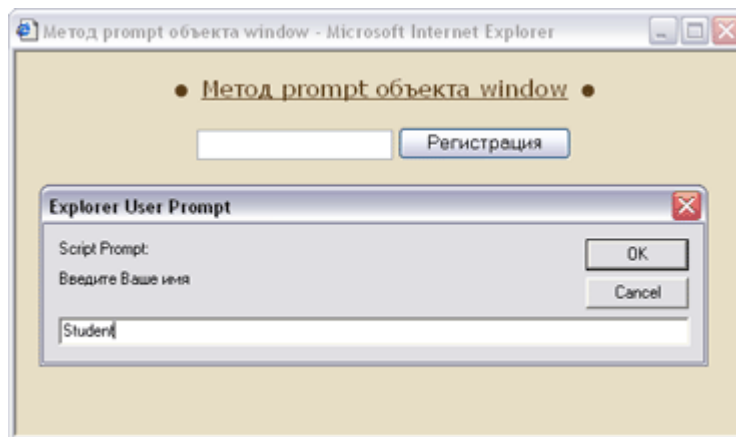 Метод prompt объекта window - Microsoft Internet Explorer
• Метод prompt объекта window •
Регистрация
Explorer User Prompt
Script Prompt:
OK
Введите Ваше имя
Cancel
Student